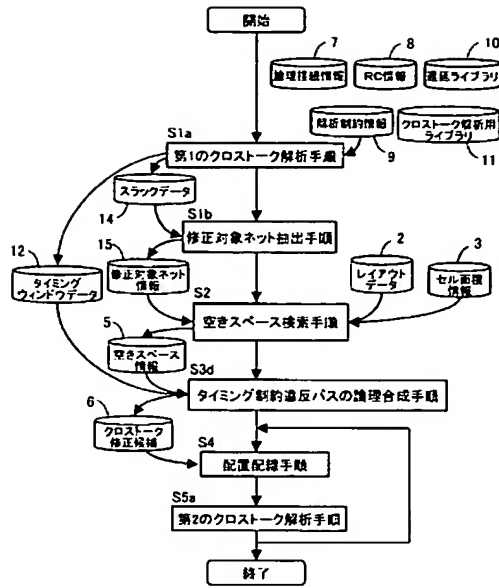 開始
7
8
10
論理接続情報
RC情報
遅延ライブラリ
解析制約情報
クロストーク解析用
ライブラリ
9
11
S1a
第1のクロストーク解析手順
スラックデータ
14
S1b
修正対象ネット抽出手順
12
15
タイミング
ウィンドウデータ
修正対象ネット
情報
2
3
レイアウト
データ
セル面積
情報
S2
空きスペース検索手順
5
空きスペース
情報
S3d
タイミング制約違反パスの論理合成手順
6
クロストーク
修正候補
S4
配置配線手順
S5a
第2のクロストーク解析手順
終了